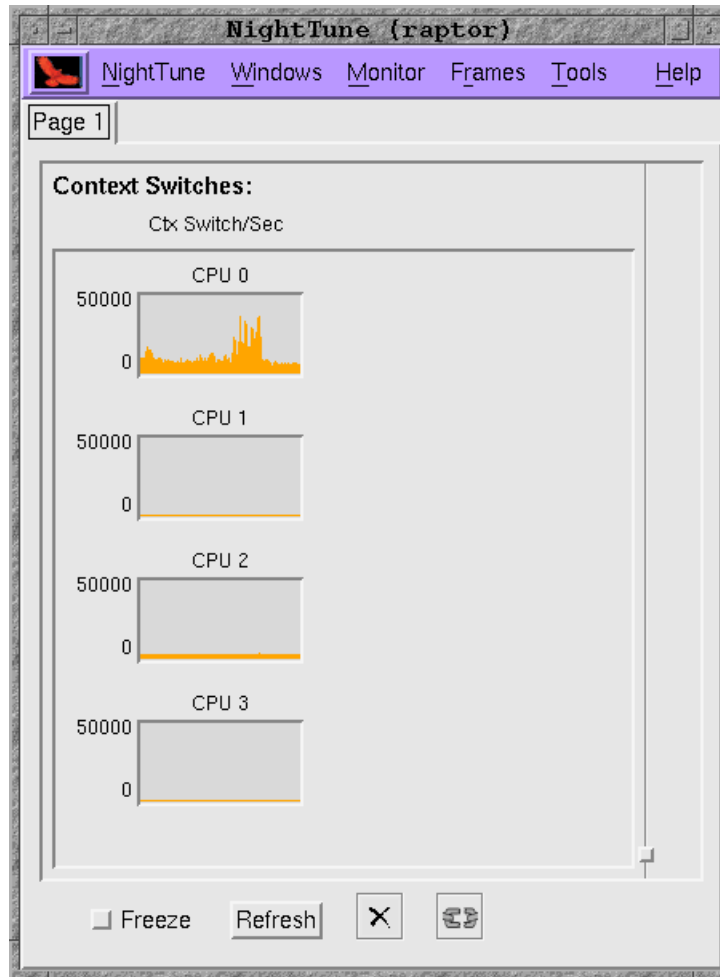 NightTune (raptor)
NightTune Windows Monitor Frames Tools Help
Page 1
Context Switches:
Ctx Switch/Sec
CPU 0
50000
0
CPU 1
50000
0
CPU 2
50000
0
CPU 3
50000
0
Freeze Refresh